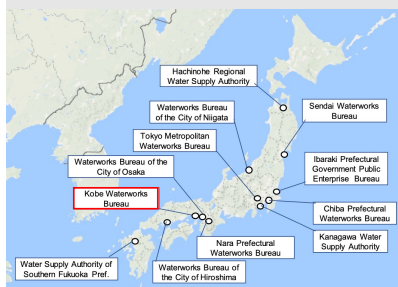 Hachinohe Regional
Water Supply Authority
Waterworks Bureau
of the City of Niigata
Sendai Waterworks
Bureau
Tokyo Metropolitan
Waterworks Bureau
Waterworks Bureau of the
City of Osaka
Ibaraki Prefectural
Government Public
Enterprise Bureau
Kobe Waterworks
Bureau
Chiba Prefectural
Waterworks Bureau
Nara Prefectural
Waterworks Bureau
Kanagawa Water
Supply Authority
Water Supply Authority of
Southern Fukuoka Pref.
Waterworks Bureau of
the City of Hiroshima